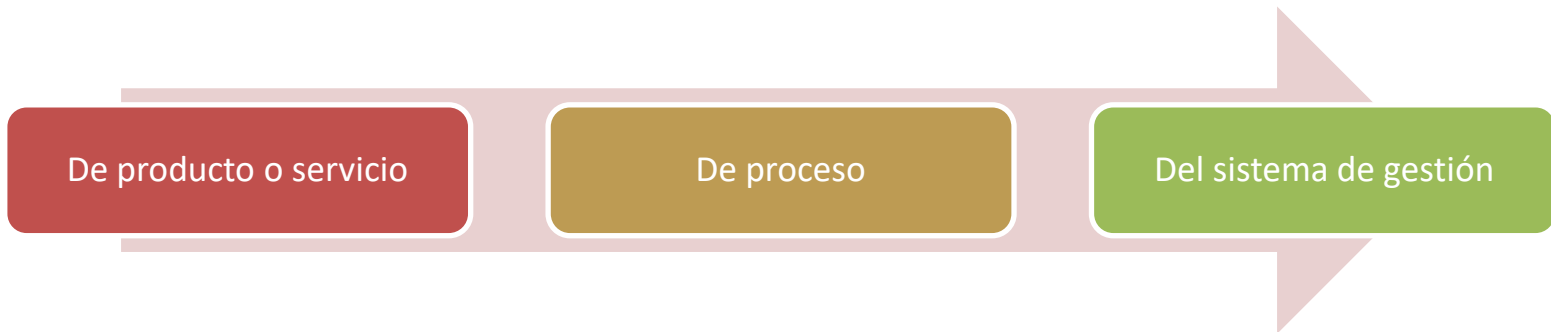 De producto o servicio
De proceso
Del sistema de gestión